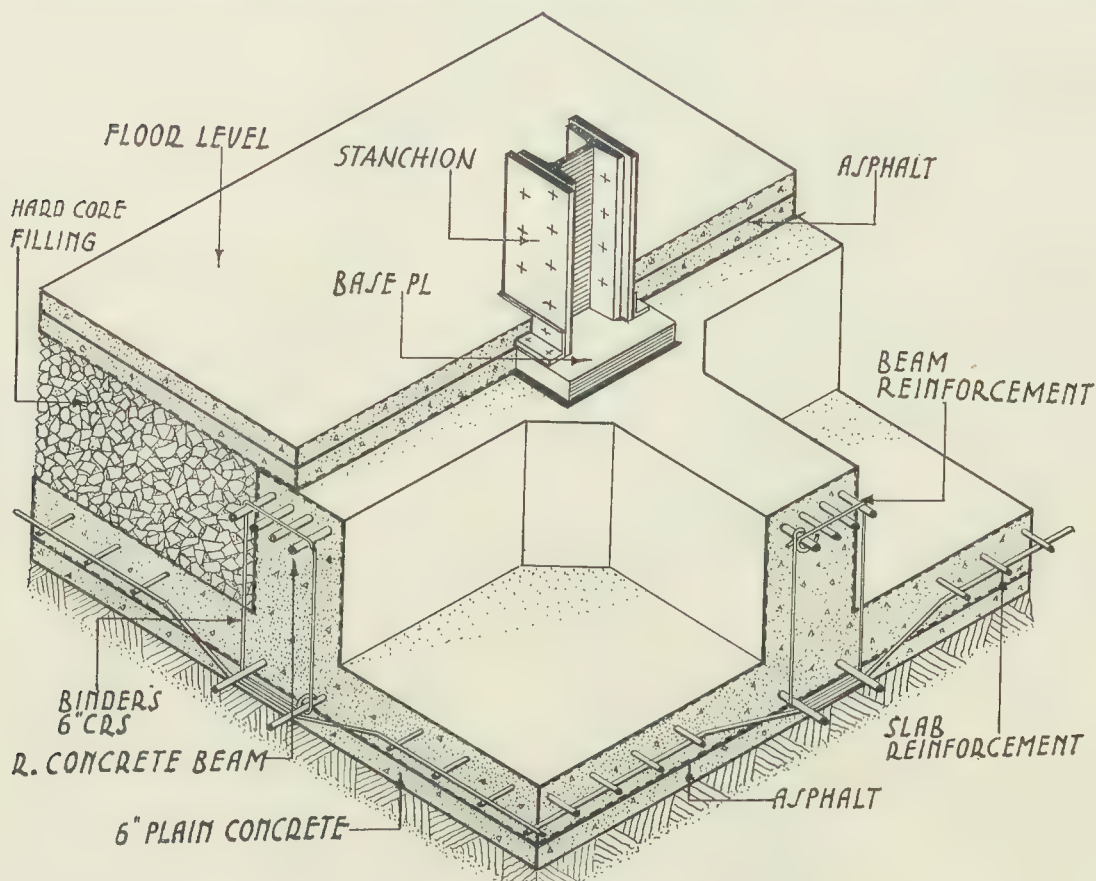 FLOOR LEVEL
STANCHION
ASPHALT
HARD CORE
FILLING
BASE PL
BEAM
REINFORCEMENT
BINDERS
6" CRS
SLAB
REINFORCEMENT
R. CONCRETE BEAM
ASPHALT
6" PLAIN CONCRETE